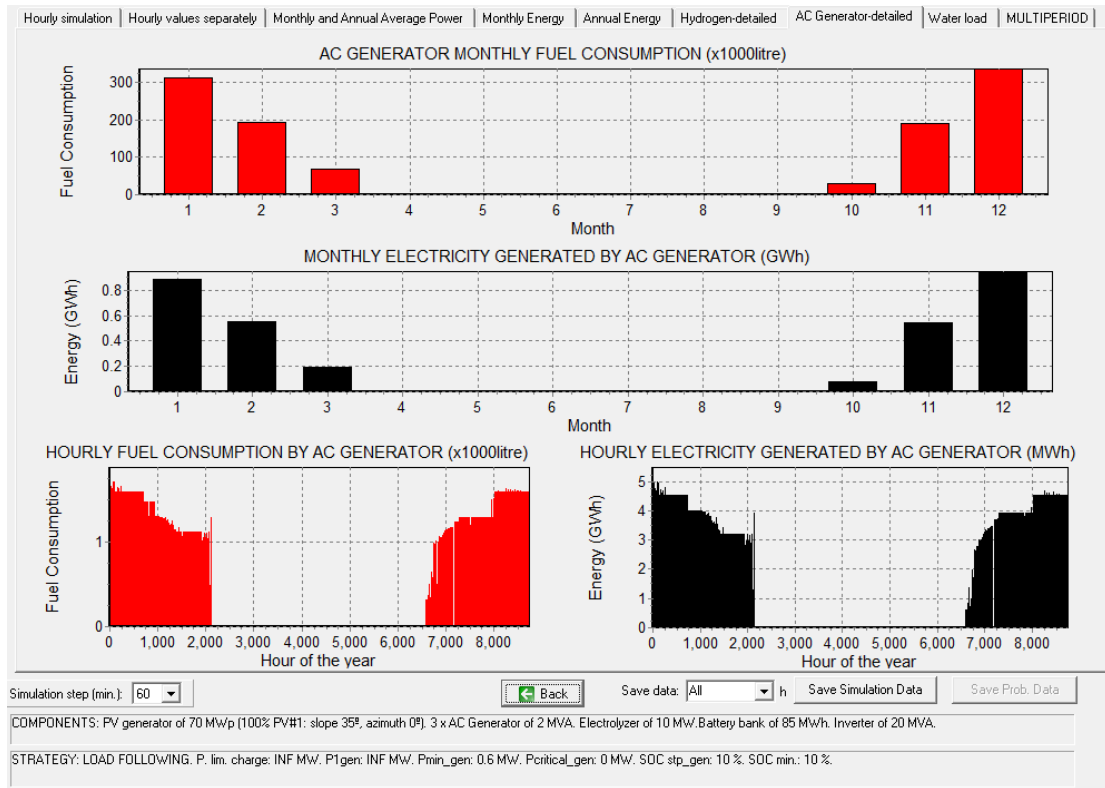 Hourly simulation | Hourly values separately | Monthly and Annual Average Power | Monthly Energy | Annual Energy | Hydrogen-detailed | AC Generator-detailed | Water load | MULTIPERIOD
AC GENERATOR MONTHLY FUEL CONSUMPTION (x1000litre)
Fuel Consumption
300
200
100
0
1 2 3 4 5 6 7 8 9 10 11 12
Month
MONTHLY ELECTRICITY GENERATED BY AC GENERATOR (GWh)
Energy (GWh)
0.8
0.6
0.4
0.2
0
1 2 3 4 5 6 7 8 9 10 11 12
Month
HOURLY FUEL CONSUMPTION BY AC GENERATOR (x1000litre)
Fuel Consumption
1
0
0 1,000 2,000 3,000 4,000 5,000 6,000 7,000 8,000
Hour of the year
HOURLY ELECTRICITY GENERATED BY AC GENERATOR (MWh)
Energy (GWh)
5
4
3
2
1
0
0 1,000 2,000 3,000 4,000 5,000 6,000 7,000 8,000
Hour of the year
Simulation step (min.): 60 Back Save data: All h Save Simulation Data Save Prob. Data
COMPONENTS: PV generator of 70 MWp (100% PV#1: slope 35º, azimuth 0º). 3 x AC Generator of 2 MVA. Electrolyzer of 10 MW.Battery bank of 85 MWh. Inverter of 20 MVA.
STRATEGY: LOAD FOLLOWING. P. lim. charge: INF MW. P1gen: INF MW. Pmin_gen: 0.6 MW. Pcritical_gen: 0 MW. SOC stp_gen: 10 %. SOC min.: 10 %.